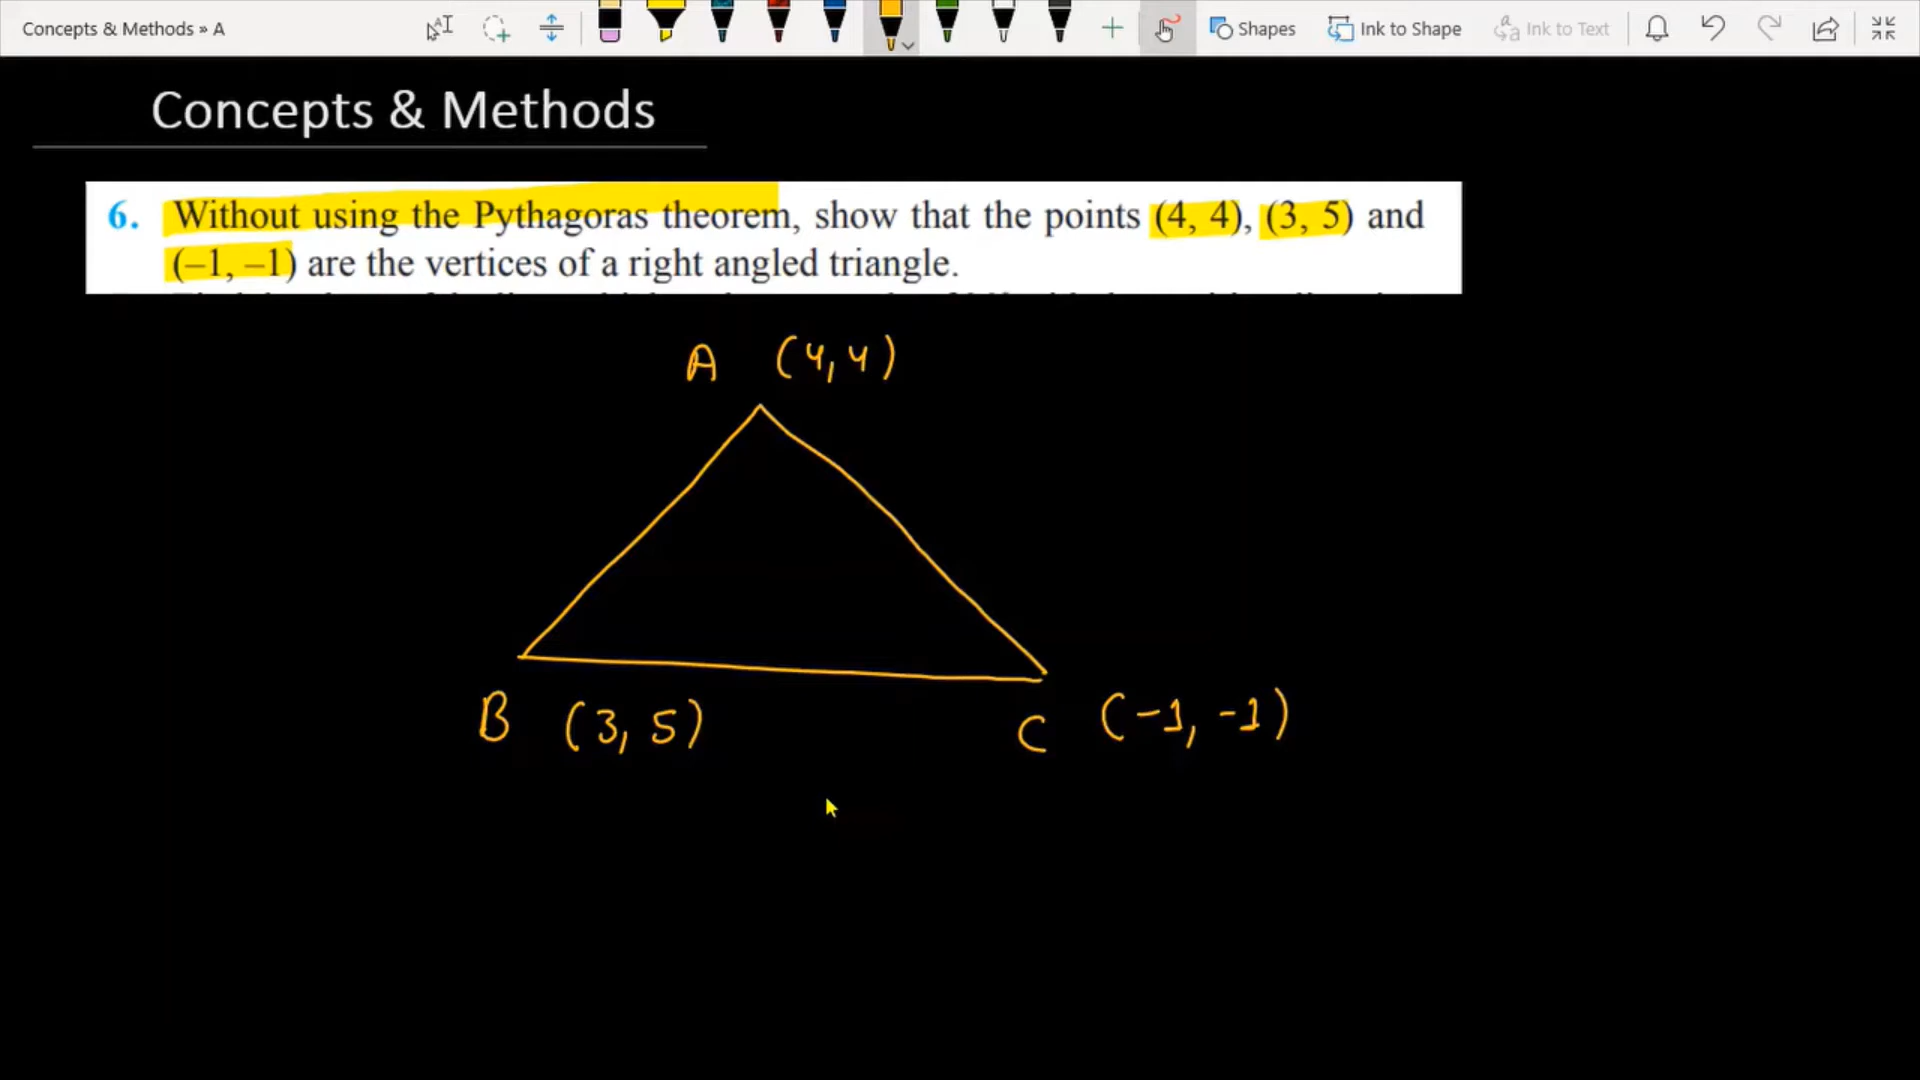 Concepts & Methods » A
Shapes
Ink to Shape
Ink to Text
Concepts & Methods
6. Without using the Pythagoras theorem, show that the points (4, 4), (3, 5) and
(–1, –1) are the vertices of a right angled triangle.
A (4,4)
B (3, 5)
C (-1, -1)